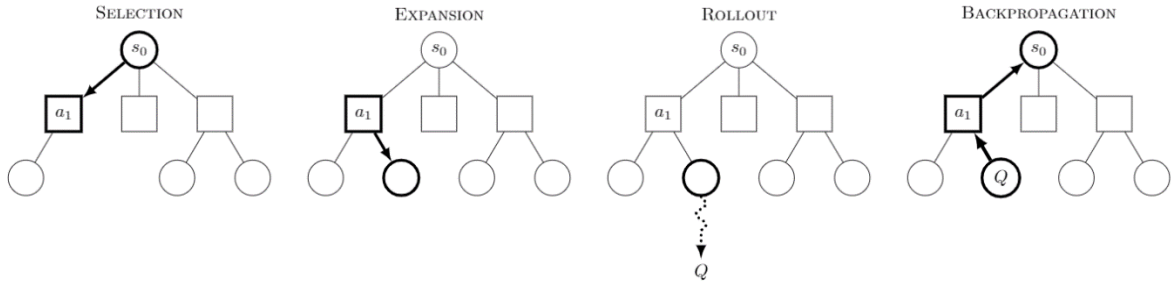 SELECTION
EXPANSION
ROLLOUT
BACKPROPAGATION
s₀
s₀
s₀
s₀
a₁
a₁
a₁
a₁
Q
Q